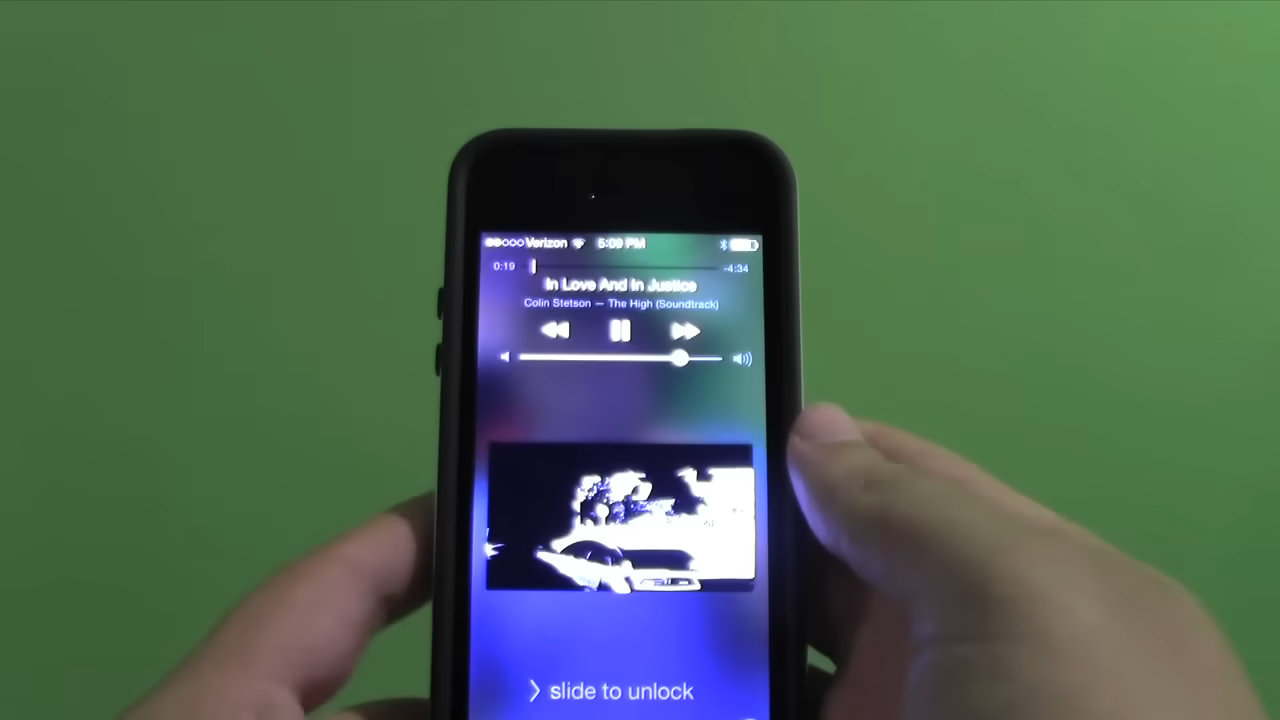 Verizon 5:09 PM
0:19 -4:34
In Love And In Justice
Colin Stetson — The High (Soundtrack)
slide to unlock